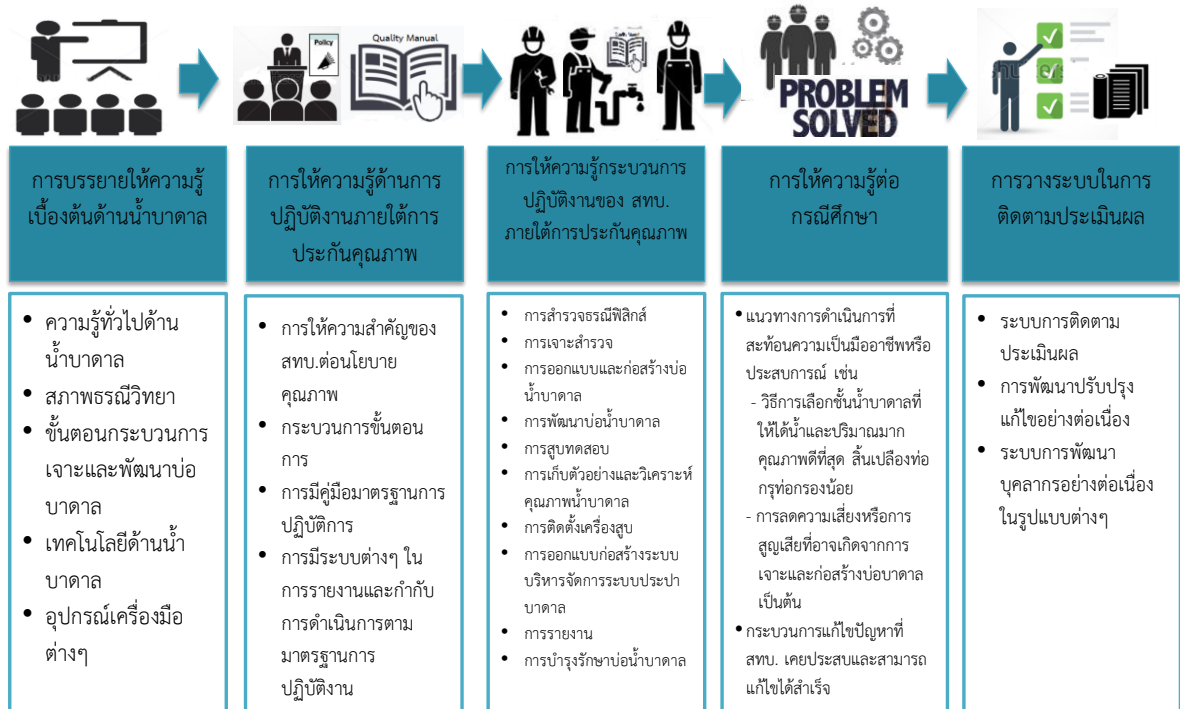 Policy
Quality Manual
PROBLEM
SOLVED
การบรรยายให้ความรู้
เบื้องต้นด้านน้ำบาดาล
การให้ความรู้ด้านการ
ปฏิบัติงานภายใต้การ
ประกันคุณภาพ
การให้ความรู้กระบวนการ
ปฏิบัติงานของ สทบ.
ภายใต้การประกันคุณภาพ
การให้ความรู้ต่อ
กรณีศึกษา
การวางระบบในการ
ติดตามประเมินผล
• ความรู้ทั่วไปด้าน
น้ำบาดาล
• สภาพธรณีวิทยา
• ขั้นตอนกระบวนการ
เจาะและพัฒนาบ่อ
บาดาล
• เทคโนโลยีด้านน้ำ
บาดาล
• อุปกรณ์เครื่องมือ
ต่างๆ
• การให้ความสำคัญของ
สทบ.ต่อนโยบาย
คุณภาพ
• กระบวนการขั้นตอน
การ
• การมีคู่มือมาตรฐานการ
ปฏิบัติการ
• การมีระบบต่างๆ ใน
การรายงานและกำกับ
การดำเนินการตาม
มาตรฐานการ
ปฏิบัติงาน
• การสำรวจธรณีฟิสิกส์
• การเจาะสำรวจ
• การออกแบบและก่อสร้างบ่อ
น้ำบาดาล
• การพัฒนาบ่อน้ำบาดาล
• การสูบทดสอบ
• การเก็บตัวอย่างและวิเคราะห์
คุณภาพน้ำบาดาล
• การติดตั้งเครื่องสูบ
• การออกแบบก่อสร้างระบบ
บริหารจัดการระบบประปา
บาดาล
• การรายงาน
• การบำรุงรักษาบ่อน้ำบาดาล
• แนวทางการดำเนินการที่
สะท้อนความเป็นมืออาชีพหรือ
ประสบการณ์ เช่น
- วิธีการเลือกชั้นน้ำบาดาลที่
ให้ได้น้ำและปริมาณมาก
คุณภาพดีที่สุด สิ้นเปลืองท่อ
กรุท่อกรองน้อย
- การลดความเสี่ยงหรือการ
สูญเสียที่อาจเกิดจากการ
เจาะและก่อสร้างบ่อบาดาล
เป็นต้น
• กระบวนการแก้ไขปัญหาที่
สทบ. เคยประสบและสามารถ
แก้ไขได้สำเร็จ
• ระบบการติดตาม
ประเมินผล
• การพัฒนาปรับปรุง
แก้ไขอย่างต่อเนื่อง
• ระบบการพัฒนา
บุคลากรอย่างต่อเนื่อง
ในรูปแบบต่างๆ